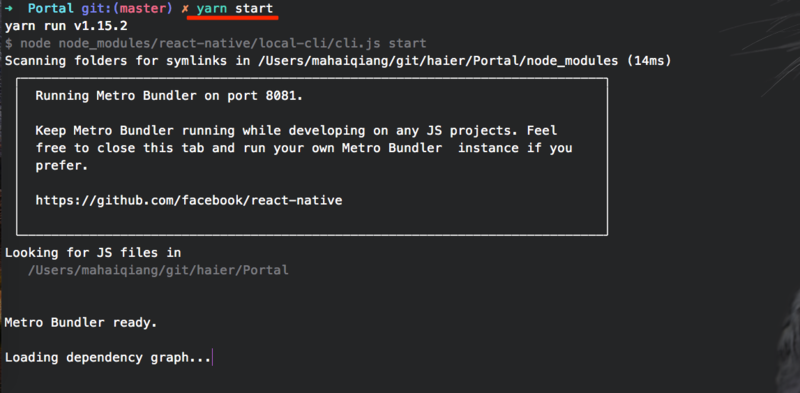 ➜ Portal git:(master) ✗ yarn start
yarn run v1.15.2
$ node node_modules/react-native/local-cli/cli.js start
Scanning folders for symlinks in /Users/mahaiqiang/git/haier/Portal/node_modules (14ms)
Running Metro Bundler on port 8081.
Keep Metro Bundler running while developing on any JS projects. Feel
free to close this tab and run your own Metro Bundler  instance if you
prefer.
https://github.com/facebook/react-native
Looking for JS files in
/Users/mahaiqiang/git/haier/Portal
Metro Bundler ready.
Loading dependency graph...